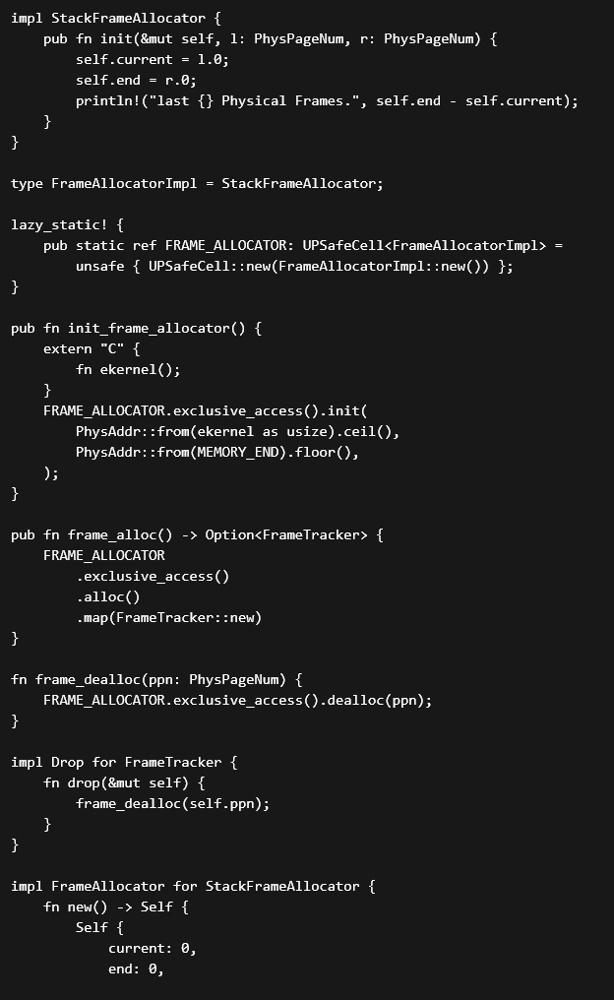 impl StackFrameAllocator {
    pub fn init(&mut self, l: PhysPageNum, r: PhysPageNum) {
        self.current = l.0;
        self.end = r.0;
        println!("last {} Physical Frames.", self.end - self.current);
    }
}

type FrameAllocatorImpl = StackFrameAllocator;

lazy_static! {
    pub static ref FRAME_ALLOCATOR: UPSafeCell<FrameAllocatorImpl> =
        unsafe { UPSafeCell::new(FrameAllocatorImpl::new()) };
}

pub fn init_frame_allocator() {
    extern "C" {
        fn ekernel();
    }
    FRAME_ALLOCATOR.exclusive_access().init(
        PhysAddr::from(ekernel as usize).ceil(),
        PhysAddr::from(MEMORY_END).floor(),
    );
}

pub fn frame_alloc() -> Option<FrameTracker> {
    FRAME_ALLOCATOR
        .exclusive_access()
        .alloc()
        .map(FrameTracker::new)
}

fn frame_dealloc(ppn: PhysPageNum) {
    FRAME_ALLOCATOR.exclusive_access().dealloc(ppn);
}

impl Drop for FrameTracker {
    fn drop(&mut self) {
        frame_dealloc(self.ppn);
    }
}

impl FrameAllocator for StackFrameAllocator {
    fn new() -> Self {
        Self {
            current: 0,
            end: 0,